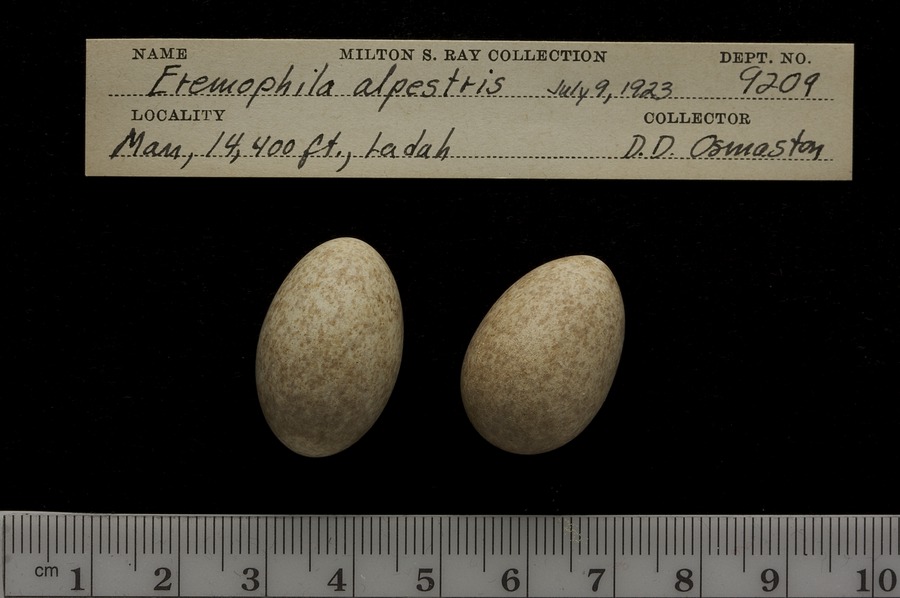 NAME MILTON S. RAY COLLECTION DEPT. NO.
Eremophila alpestris July 9, 1923 9209
LOCALITY COLLECTOR
Man, 14,400 ft., Ladah D.D. Osmaston
cm 1 2 3 4 5 6 7 8 9 10